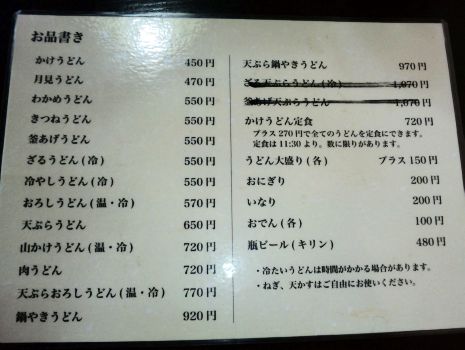 お品書き
かけうどん 450円
月見うどん 470円
わかめうどん 550円
きつねうどん 550円
釜あげうどん 550円
ざるうどん(冷) 550円
冷やしうどん(冷) 550円
おろしうどん(温・冷) 570円
天ぷらうどん 650円
山かけうどん(温・冷) 720円
肉うどん 720円
天ぷらおろしうどん(温・冷) 770円
鍋やきうどん 920円
天ぷら鍋やきうどん 970円
ざる天ぷらうどん(冷) 1,070円
釜あげ天ぷらうどん 1,070円
かけうどん定食 720円
プラス270円で全てのうどんを定食にできます。
定食は11:30より。数に限りがあります。
うどん大盛り(各) プラス150円
おにぎり 200円
いなり 200円
おでん(各) 100円
瓶ビール(キリン) 480円
・冷たいうどんは時間がかかる場合があります。
・ねぎ、天かすはご自由にお使いください。